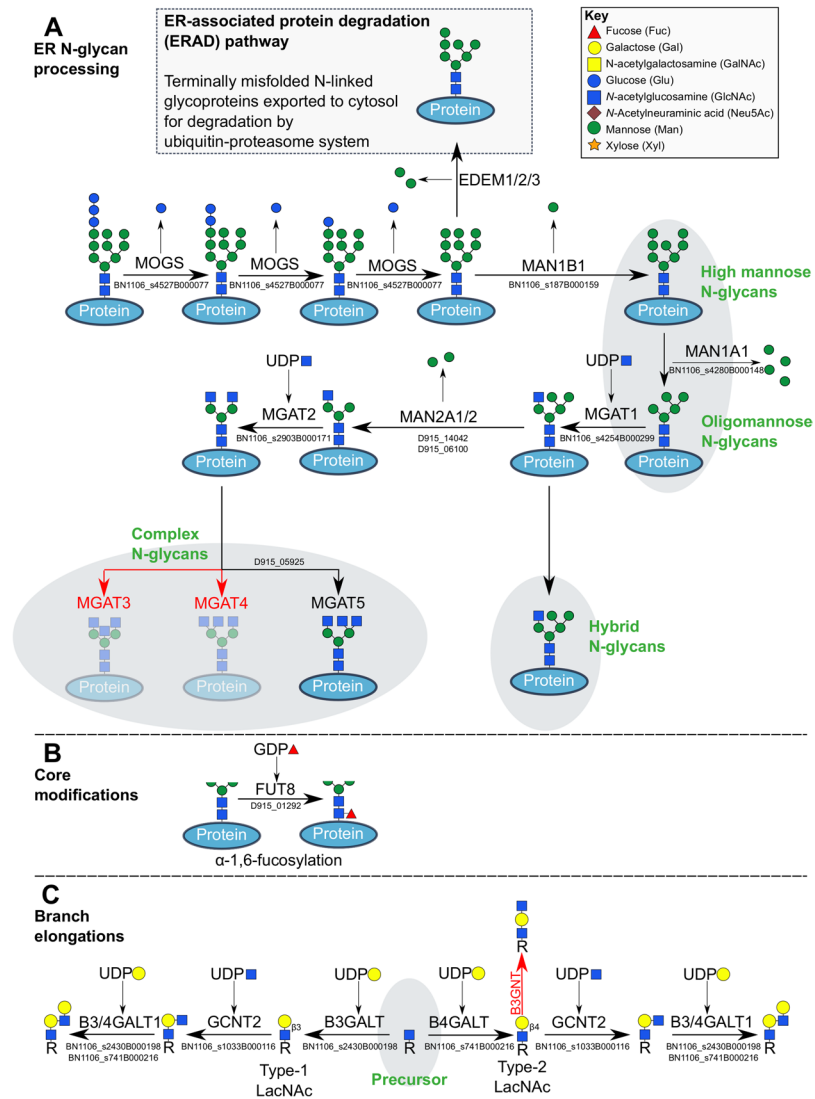 A
ER N-glycan
processing
ER-associated protein degradation
(ERAD) pathway
Terminally misfolded N-linked
glycoproteins exported to cytosol
for degradation by
ubiquitin-proteasome system
Protein
Key
Fucose (Fuc)
Galactose (Gal)
N-acetylgalactosamine (GalNAc)
Glucose (Glu)
N-acetylglucosamine (GlcNAc)
N-Acetylneuraminic acid (Neu5Ac)
Mannose (Man)
Xylose (Xyl)
EDEM1/2/3
MOGS
BN1106_s4527B000077
MOGS
BN1106_s4527B000077
MOGS
BN1106_s4527B000077
MAN1B1
BN1106_s187B000159
High mannose
N-glycans
Protein
Protein
Protein
Protein
Protein
MAN1A1
BN1106_s4280B000148
UDP
MGAT2
BN1106_s2903B000171
MAN2A1/2
D915_14042
D915_06100
UDP
MGAT1
BN1106_s4254B000299
Oligomannose
N-glycans
Protein
Protein
Protein
Protein
Complex
N-glycans
D915_05925
MGAT3
MGAT4
MGAT5
Protein
Protein
Protein
Hybrid
N-glycans
Protein
B
Core
modifications
GDP
FUT8
D915_01292
Protein
Protein
α-1,6-fucosylation
C
Branch
elongations
R
B3GNT
UDP
UDP
UDP
UDP
UDP
UDP
B3/4GALT1
BN1106_s2430B000198
BN1106_s741B000216
GCNT2
BN1106_s1033B000116
β3
B3GALT
BN1106_s2430B000198
B4GALT
BN1106_s741B000216
β4
GCNT2
BN1106_s1033B000116
B3/4GALT1
BN1106_s2430B000198
BN1106_s741B000216
R
R
R
R
R
R
R
Type-1
LacNAc
Precursor
Type-2
LacNAc